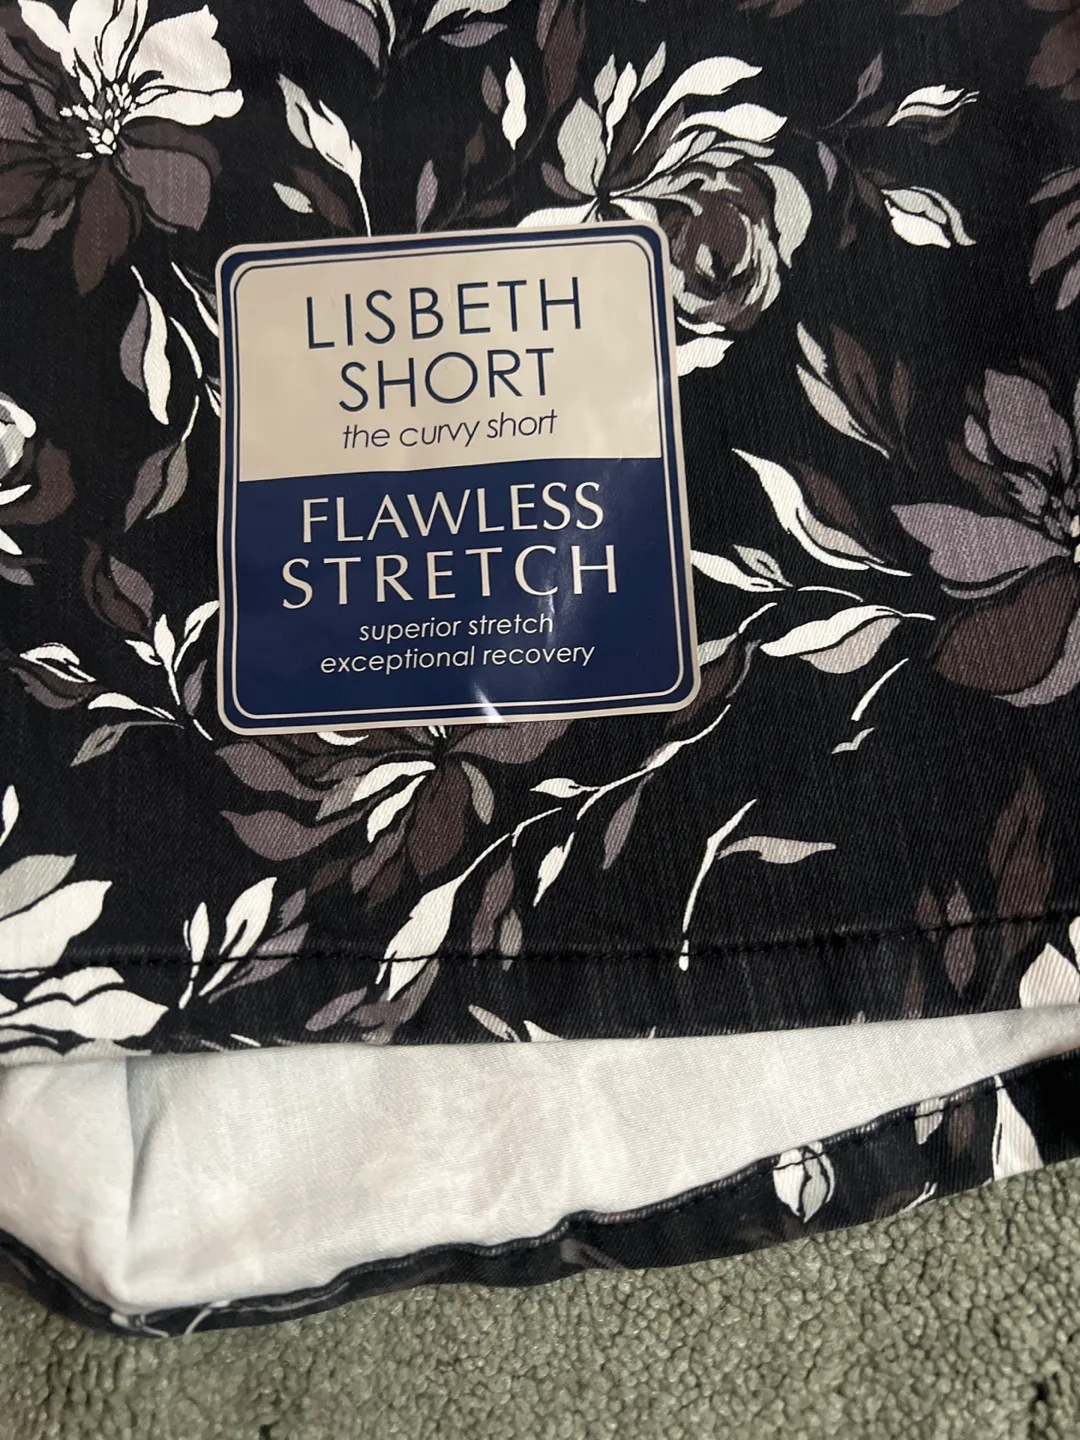 LISBETH
SHORT
the curvy short
FLAWLESS
STRETCH
superior stretch
exceptional recovery